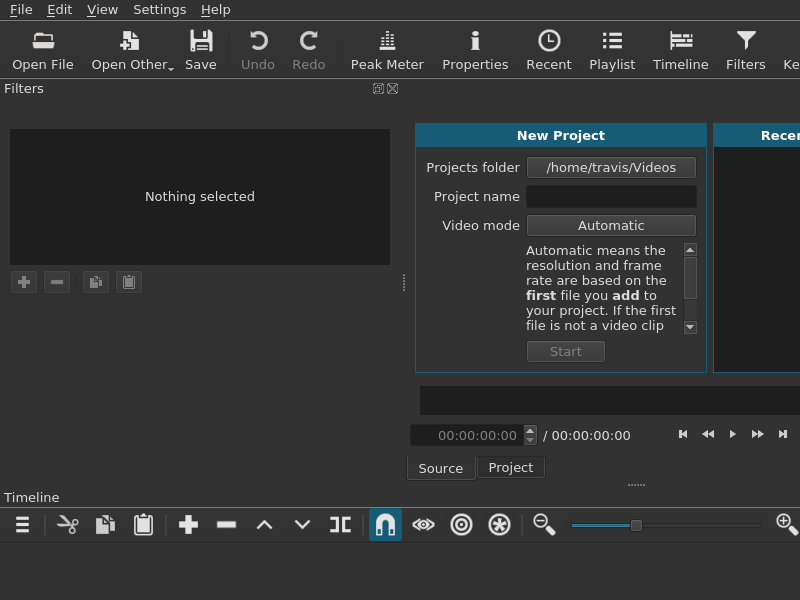 File Edit View Settings Help
Open File Open Other Save Undo Redo Peak Meter Properties Recent Playlist Timeline Filters Ke
Filters
Nothing selected
New Project
Projects folder /home/travis/Videos
Project name
Video mode Automatic
Automatic means the
resolution and frame
rate are based on the
first file you add to
your project. If the first
file is not a video clip
Start
Recen
00:00:00:00 / 00:00:00:00
Source Project
Timeline